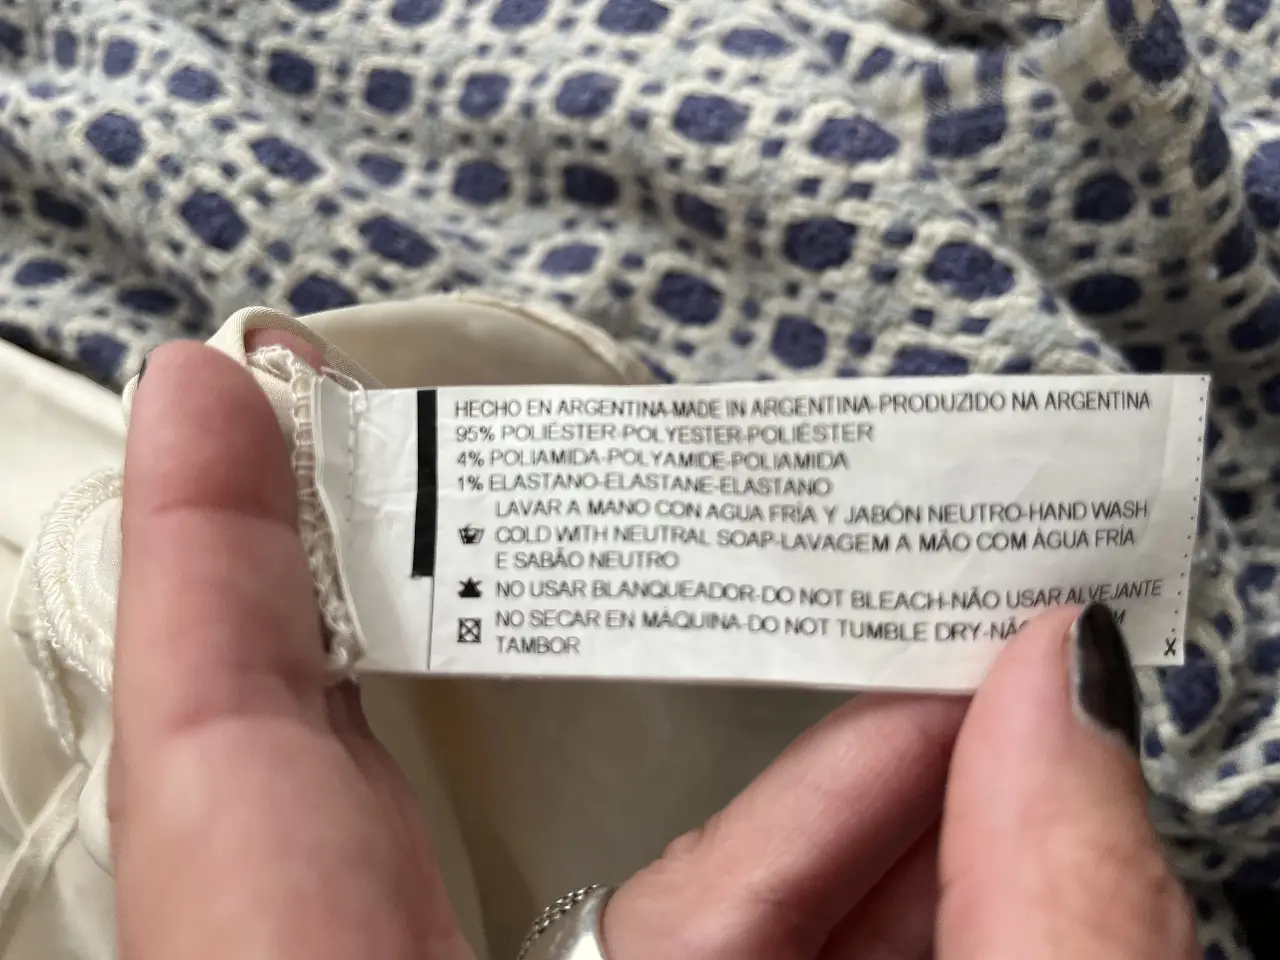 HECHO EN ARGENTINA-MADE IN ARGENTINA-PRODUZIDO NA ARGENTINA
95% POLIÉSTER-POLYESTER-POLIÉSTER
4% POLIAMIDA-POLYAMIDE-POLIAMIDA
1% ELASTANO-ELASTANE-ELASTANO
LAVAR A MANO CON AGUA FRÍA Y JABÓN NEUTRO-HAND WASH
COLD WITH NEUTRAL SOAP-LAVAGEM A MÃO COM ÁGUA FRÍA
E SABÃO NEUTRO
NO USAR BLANQUEADOR-DO NOT BLEACH-NÃO USAR ALVEJANTE
NO SECAR EN MÁQUINA-DO NOT TUMBLE DRY-
TAMBOR
X